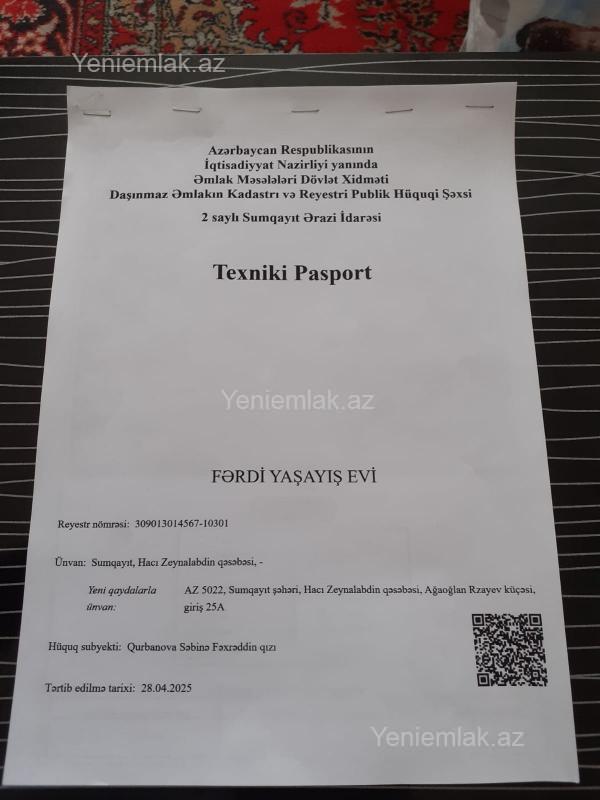 Yeniemlak.az
Azərbaycan Respublikasının
İqtisadiyyat Nazirliyi yanında
Əmlak Məsələləri Dövlət Xidməti
Daşınmaz Əmlakın Kadastrı və Reyestri Publik Hüquqi Şəxsi
2 saylı Sumqayıt Ərazi İdarəsi
Texniki Pasport
Yeniemlak.az
FƏRDİ YAŞAYIŞ EVİ
Reyestr nömrəsi: 309013014567-10301
Ünvan: Sumqayıt, Hacı Zeynalabdin qəsəbəsi, -
Yeni qaydalarla AZ 5022, Sumqayıt şəhəri, Hacı Zeynalabdin qəsəbəsi, Ağaoğlan Rzayev küçəsi,
ünvan: giriş 25A
Hüquq subyekti: Qurbanova Səbinə Fəxrəddin qızı
Tərtib edilmə tarixi: 28.04.2025
Yeniemlak.az